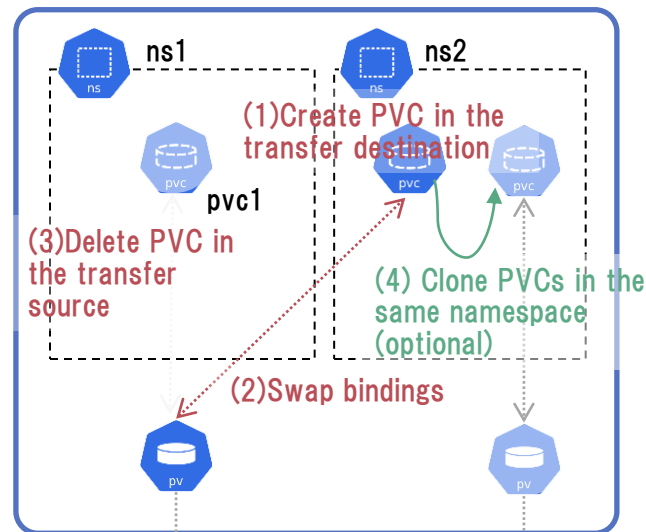 ns1
ns2
ns
ns
(1)Create PVC in the
transfer destination
pvc
pvc
pvc
pvc1
(3)Delete PVC in
the transfer
source
(4) Clone PVCs in the
same namespace
(optional)
(2)Swap bindings
pv
pv